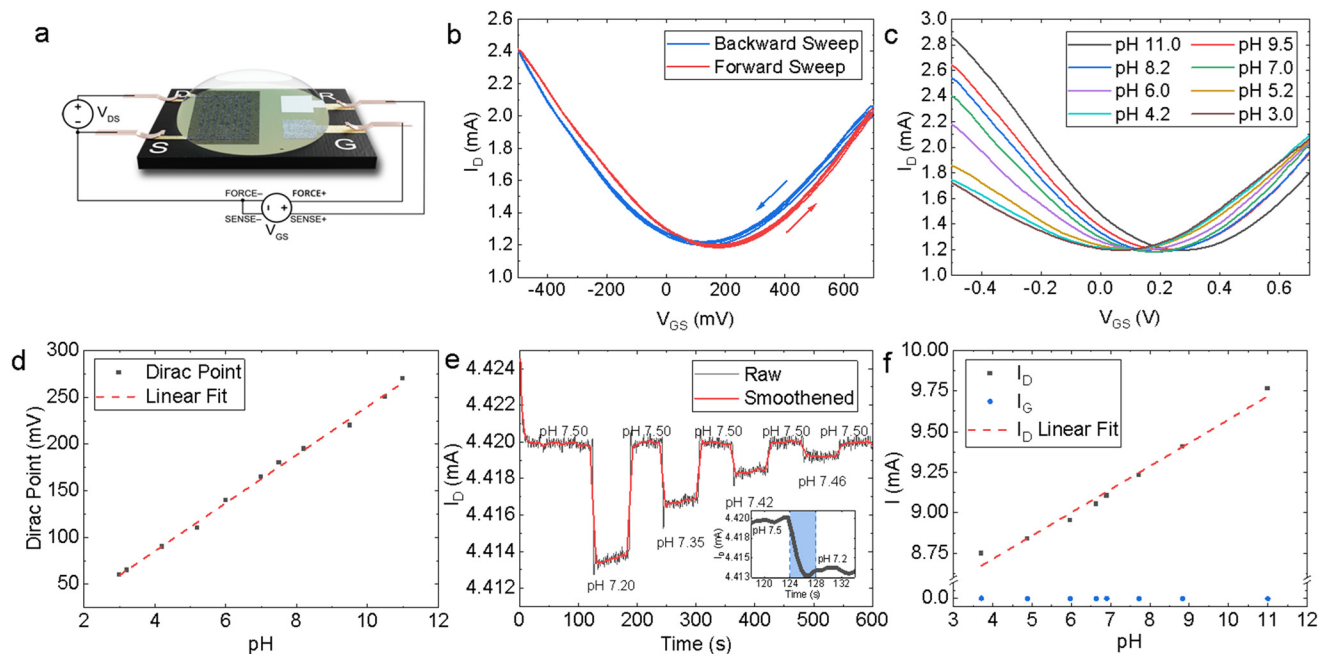 a
D
R
V_DS
S
G
FORCE–
FORCE+
SENSE–
SENSE+
V_GS
b
Backward Sweep
Forward Sweep
2.6
2.4
2.2
2.0
1.8
1.6
1.4
1.2
1.0
I_D (mA)
-400 -200 0 200 400 600
V_GS (mV)
c
pH 11.0 pH 9.5
pH 8.2 pH 7.0
pH 6.0 pH 5.2
pH 4.2 pH 3.0
3.0
2.8
2.6
2.4
2.2
2.0
1.8
1.6
1.4
1.2
1.0
I_D (mA)
-0.4 -0.2 0.0 0.2 0.4 0.6
V_GS (V)
d
Dirac Point
Linear Fit
300
250
200
150
100
50
Dirac Point (mV)
2 4 6 8 10 12
pH
e
Raw
Smoothened
4.424
4.422
4.420
4.418
4.416
4.414
4.412
I_D (mA)
pH 7.50 pH 7.50 pH 7.50 pH 7.50 pH 7.50
pH 7.46
pH 7.42
pH 7.35
pH 7.20
4.420
4.418
4.415
4.413
I_D (mA)
pH 7.5
pH 7.2
120 124 128 132
Time (s)
0 100 200 300 400 500 600
Time (s)
f
I_D
I_G
I_D Linear Fit
10.00
9.75
9.50
9.25
9.00
8.75
0.0
I (mA)
3 4 5 6 7 8 9 10 11 12
pH